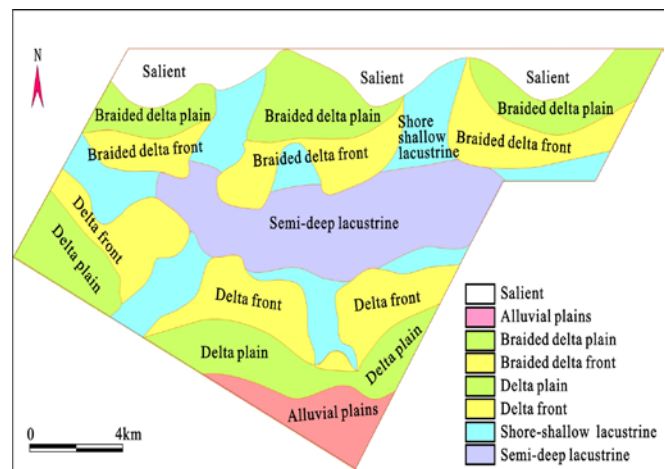 N
Salient
Salient
Salient
Braided delta plain
Braided delta plain
Braided delta plain
Shore
shallow
lacustrine
Braided delta front
Braided delta front
Braided delta front
Delta front
Semi-deep lacustrine
Delta plain
Delta front
Delta front
Delta plain
Delta plain
Alluvial plains
0
4km
Salient
Alluvial plains
Braided delta plain
Braided delta front
Delta plain
Delta front
Shore-shallow lacustrine
Semi-deep lacustrine